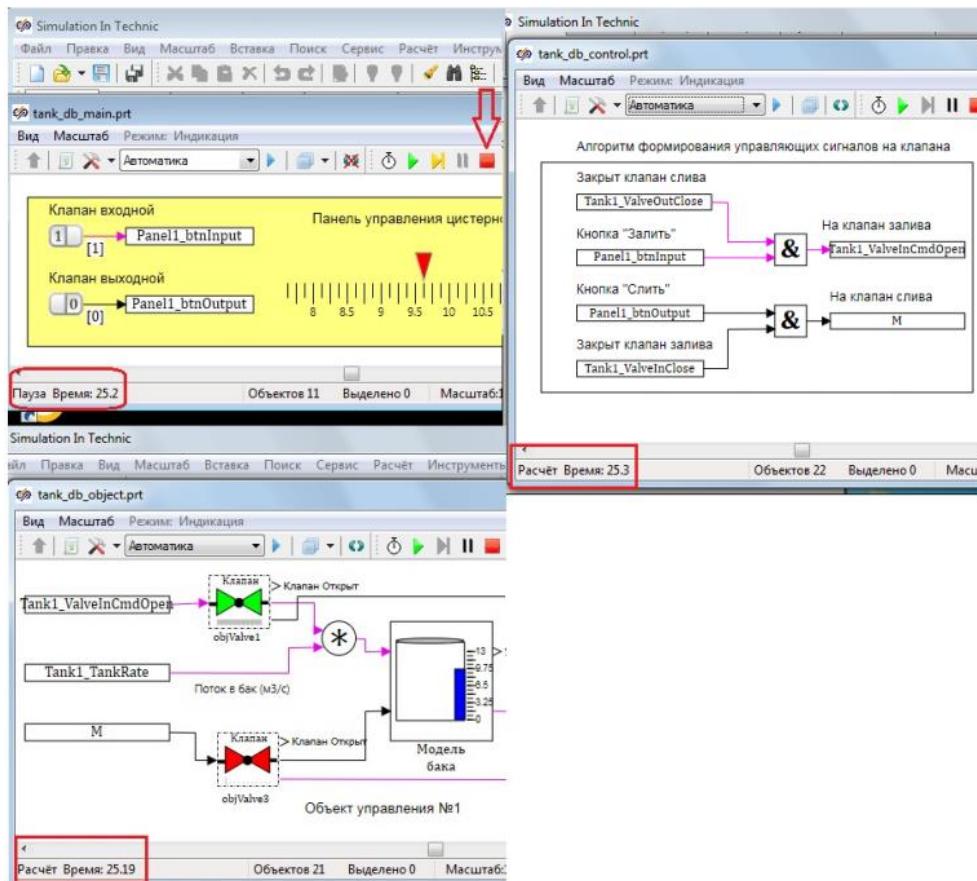 Simulation In Technic
Файл Правка Вид Масштаб Вставка Поиск Сервис Расчёт Инструм
tank_db_main.prt
Вид Масштаб Режим: Индикация
Автоматика
Клапан входной
1
[1]
Panel1_btnInput
Панель управления цистерно
Клапан выходной
0
[0]
Panel1_btnOutput
8 8.5 9 9.5 10 10.5
Пауза Время: 25.2 Объектов 11 Выделено 0 Масштаб:1
Simulation In Technic
tank_db_control.prt
Вид Масштаб Режим: Индикация
Автоматика
Алгоритм формирования управляющих сигналов на клапана
Закрыт клапан слива
Tank1_ValveOutClose
Кнопка "Залить"
Panel1_btnInput
&
На клапан залива
Tank1_ValveInCmdOpen
Кнопка "Слить"
Panel1_btnOutput
&
На клапан слива
M
Закрыт клапан залива
Tank1_ValveInClose
Расчёт Время: 25.3 Объектов 22 Выделено 0 Масш
Simulation In Technic
йл Правка Вид Масштаб Вставка Поиск Сервис Расчёт Инструменты
tank_db_object.prt
Вид Масштаб Режим: Индикация
Автоматика
Tank1_ValveInCmdOpen
Клапан
Клапан Открыт
objValve1
*
Tank1_TankRate
Поток в бак (м3/с)
13
9.75
6.5
3.25
0
Модель
бака
M
Клапан
Клапан Открыт
objValve3
Объект управления №1
Расчёт Время: 25.19 Объектов 21 Выделено 0 Масштаб: